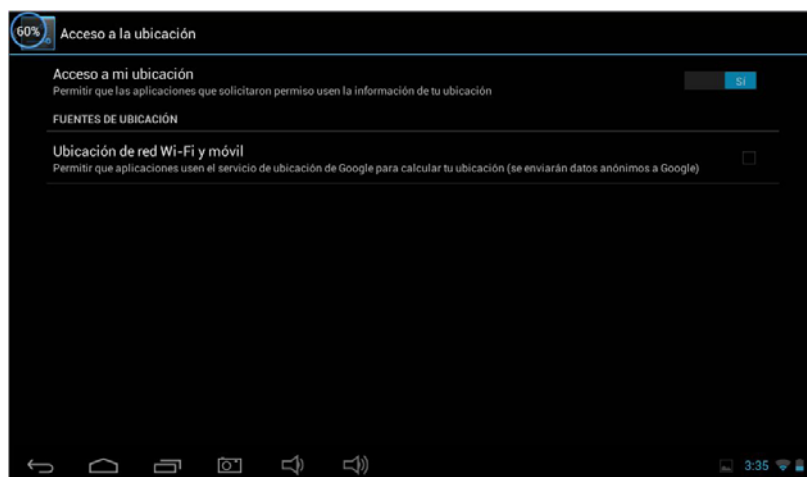 60%
Acceso a la ubicación
Acceso a mi ubicación
Permitir que las aplicaciones que solicitaron permiso usen la información de tu ubicación
Sí
FUENTES DE UBICACIÓN
Ubicación de red Wi-Fi y móvil
Permitir que aplicaciones usen el servicio de ubicación de Google para calcular tu ubicación (se enviarán datos anónimos a Google)
3:35